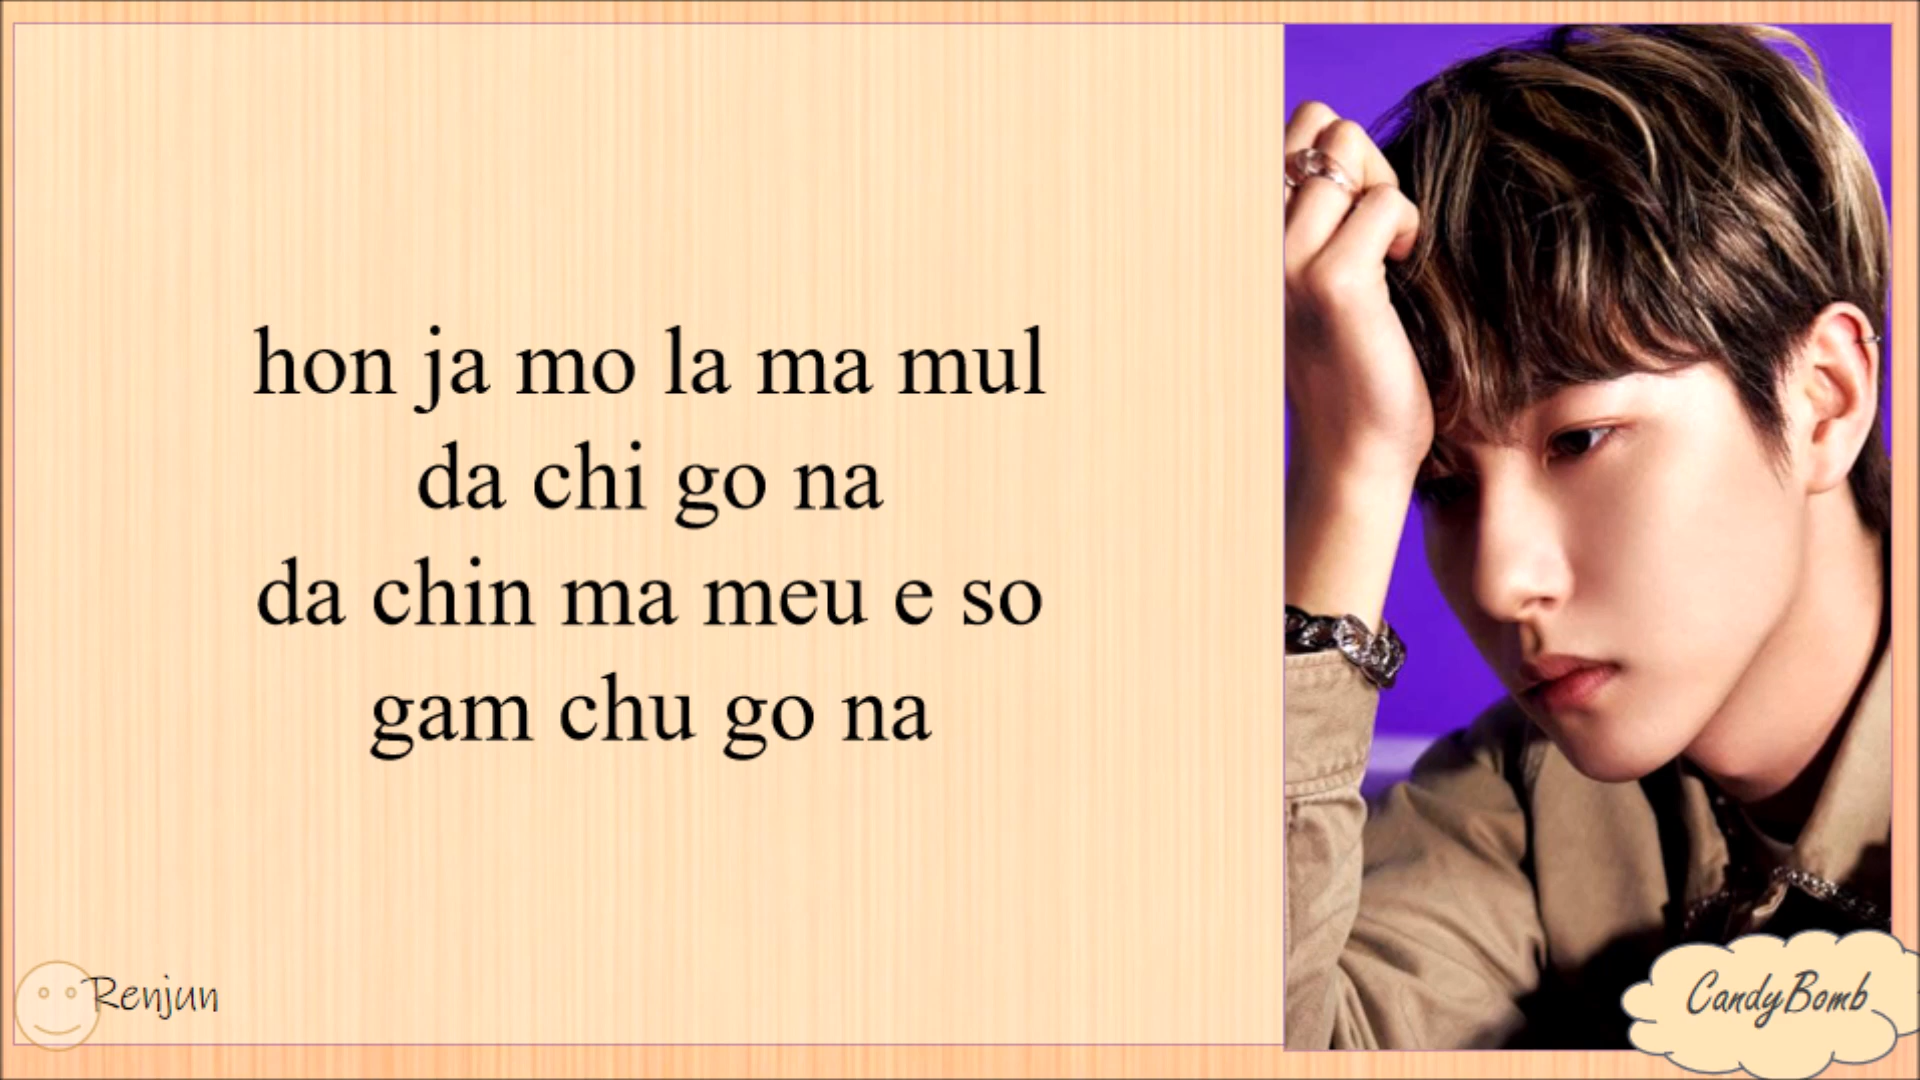 hon ja mo la ma mul
da chi go na
da chin ma meu e so
gam chu go na
Renjun
CandyBomb